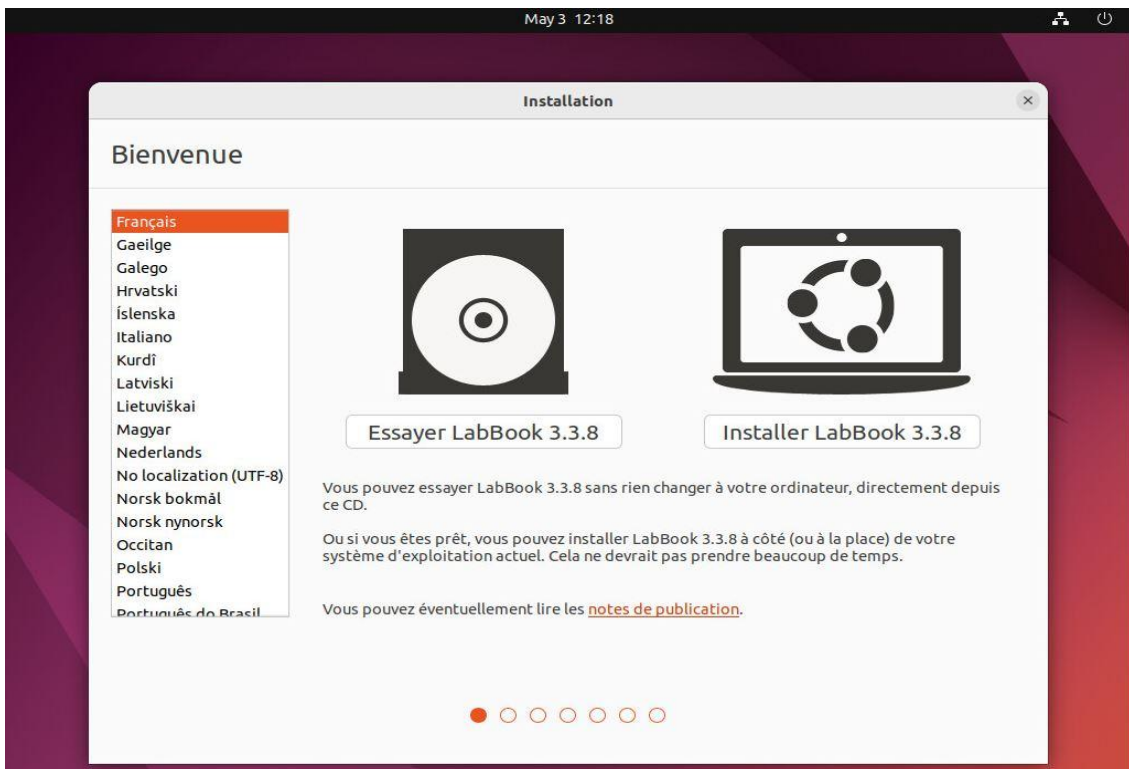 May 3 12:18
Installation
Bienvenue
Français
Gaeilge
Galego
Hrvatski
Íslenska
Italiano
Kurdî
Latviski
Lietuviškai
Magyar
Nederlands
No localization (UTF-8)
Norsk bokmål
Norsk nynorsk
Occitan
Polski
Português
Português do Brasil
Essayer LabBook 3.3.8
Installer LabBook 3.3.8
Vous pouvez essayer LabBook 3.3.8 sans rien changer à votre ordinateur, directement depuis
ce CD.
Ou si vous êtes prêt, vous pouvez installer LabBook 3.3.8 à côté (ou à la place) de votre
système d'exploitation actuel. Cela ne devrait pas prendre beaucoup de temps.
Vous pouvez éventuellement lire les notes de publication.